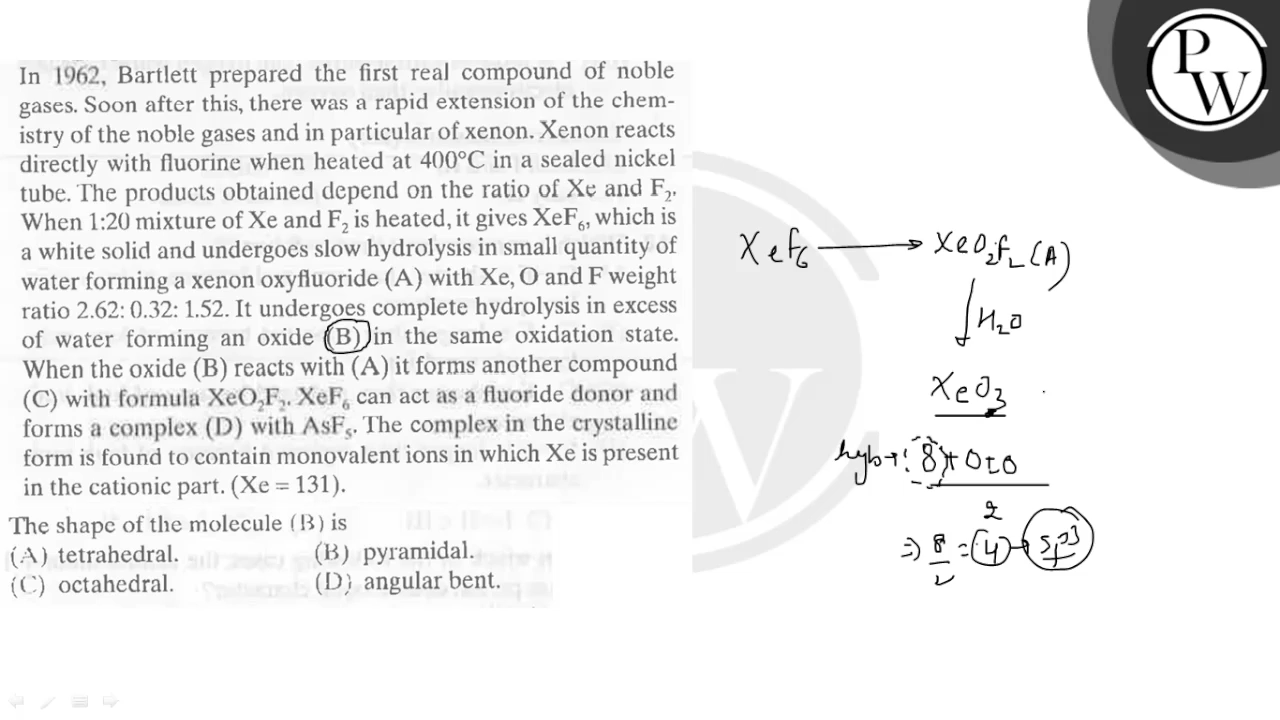 In 1962, Bartlett prepared the first real compound of noble
gases. Soon after this, there was a rapid extension of the chem-
istry of the noble gases and in particular of xenon. Xenon reacts
directly with fluorine when heated at 400°C in a sealed nickel
tube. The products obtained depend on the ratio of Xe and F₂.
When 1:20 mixture of Xe and F₂ is heated, it gives XeF₆, which is
a white solid and undergoes slow hydrolysis in small quantity of
water forming a xenon oxyfluoride (A) with Xe, O and F weight
ratio 2.62: 0.32: 1.52. It undergoes complete hydrolysis in excess
of water forming an oxide (B) in the same oxidation state.
When the oxide (B) reacts with (A) it forms another compound
(C) with formula XeO₂F₂. XeF₆ can act as a fluoride donor and
forms a complex (D) with AsF₅. The complex in the crystalline
form is found to contain monovalent ions in which Xe is present
in the cationic part. (Xe = 131).
The shape of the molecule (B) is
(A) tetrahedral. (B) pyramidal.
(C) octahedral. (D) angular bent.
P
W
XeF₆ → XeO₂F₂ (A)
↓ H₂O
XeO₃
hyb → 8 + 0 ± 0
2
⇒ 8/2 = 4 → sp³